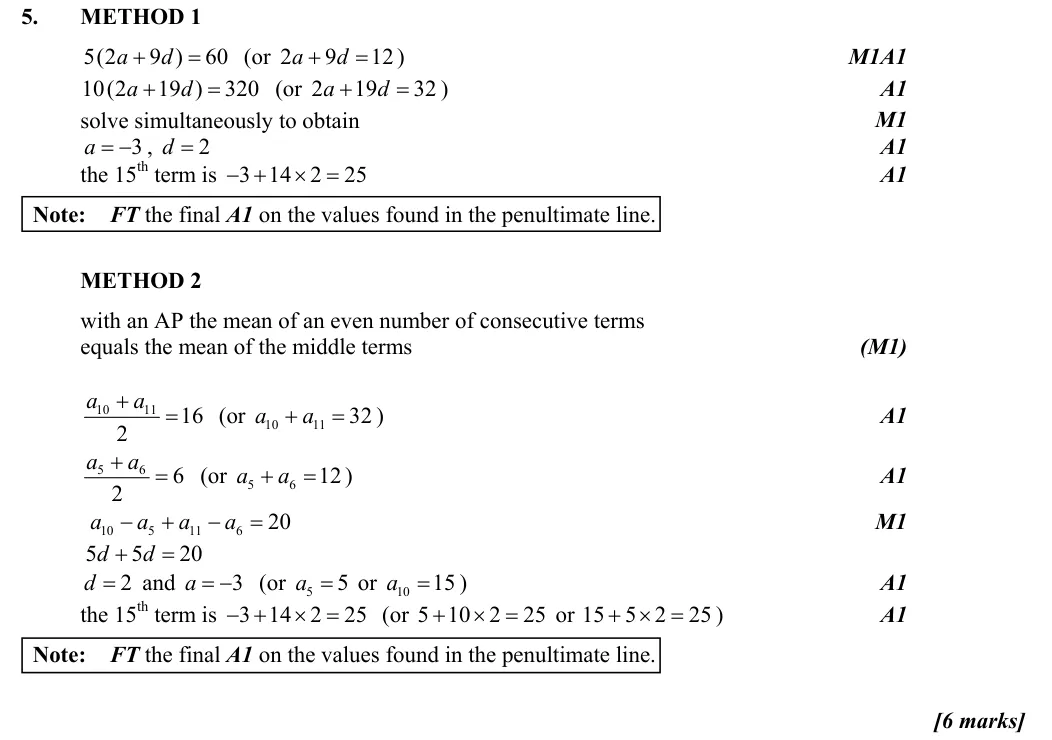 5. METHOD 1
5(2a + 9d) = 60 (or 2a + 9d = 12) M1A1
10(2a + 19d) = 320 (or 2a + 19d = 32) A1
solve simultaneously to obtain M1
a = −3, d = 2 A1
the 15th term is −3 + 14 × 2 = 25 A1
Note: FT the final A1 on the values found in the penultimate line.
METHOD 2
with an AP the mean of an even number of consecutive terms
equals the mean of the middle terms (M1)
(a₁₀ + a₁₁)/2 = 16 (or a₁₀ + a₁₁ = 32) A1
(a₅ + a₆)/2 = 6 (or a₅ + a₆ = 12) A1
a₁₀ − a₅ + a₁₁ − a₆ = 20 M1
5d + 5d = 20
d = 2 and a = −3 (or a₅ = 5 or a₁₀ = 15) A1
the 15th term is −3 + 14 × 2 = 25 (or 5 + 10 × 2 = 25 or 15 + 5 × 2 = 25) A1
Note: FT the final A1 on the values found in the penultimate line.
[6 marks]